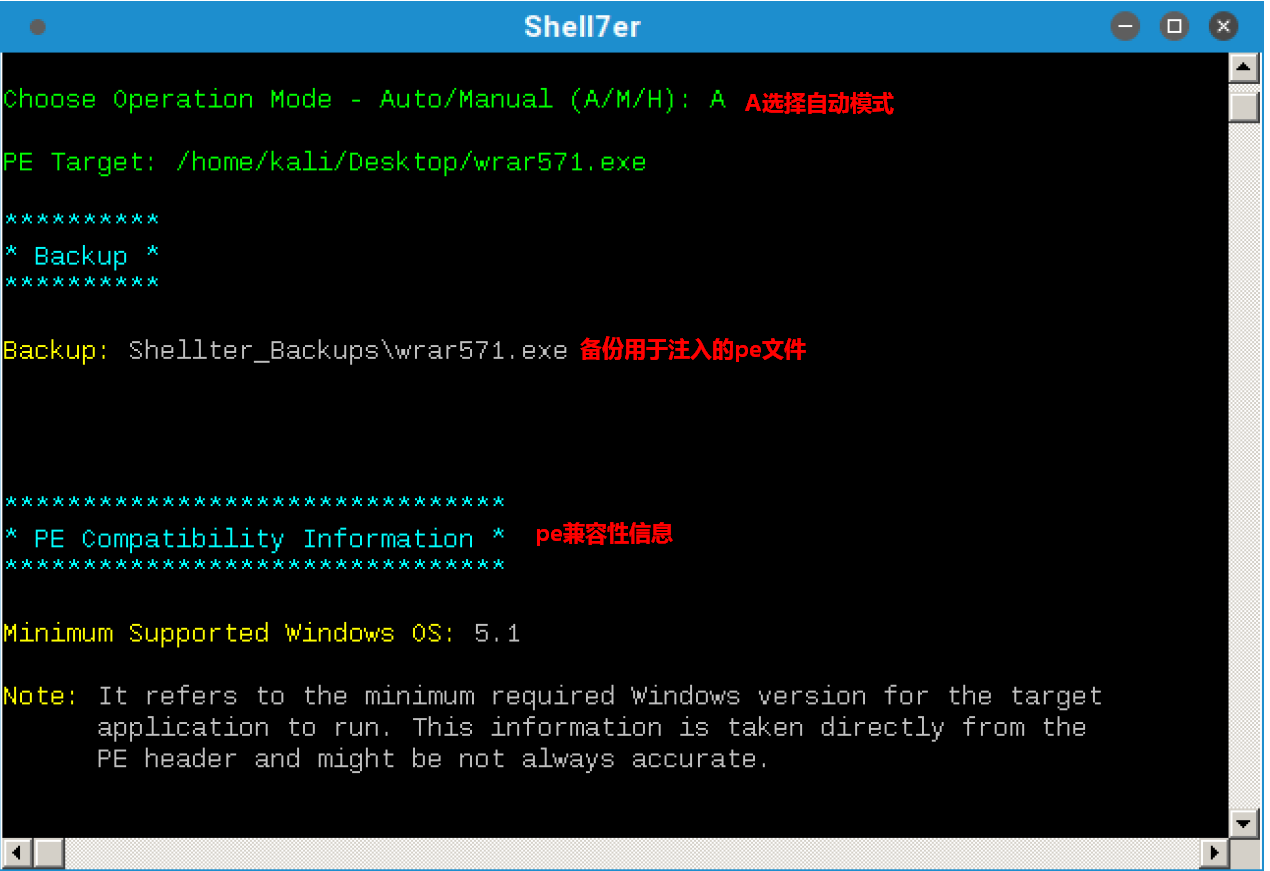 Shell7er
Choose Operation Mode - Auto/Manual (A/M/H): A A选择自动模式
PE Target: /home/kali/Desktop/wrar571.exe
**********
* Backup *
**********
Backup: Shellter_Backups\wrar571.exe 备份用于注入的pe文件
********************************
* PE Compatibility Information * pe兼容性信息
********************************
Minimum Supported Windows OS: 5.1
Note: It refers to the minimum required Windows version for the target
application to run. This information is taken directly from the
PE header and might be not always accurate.